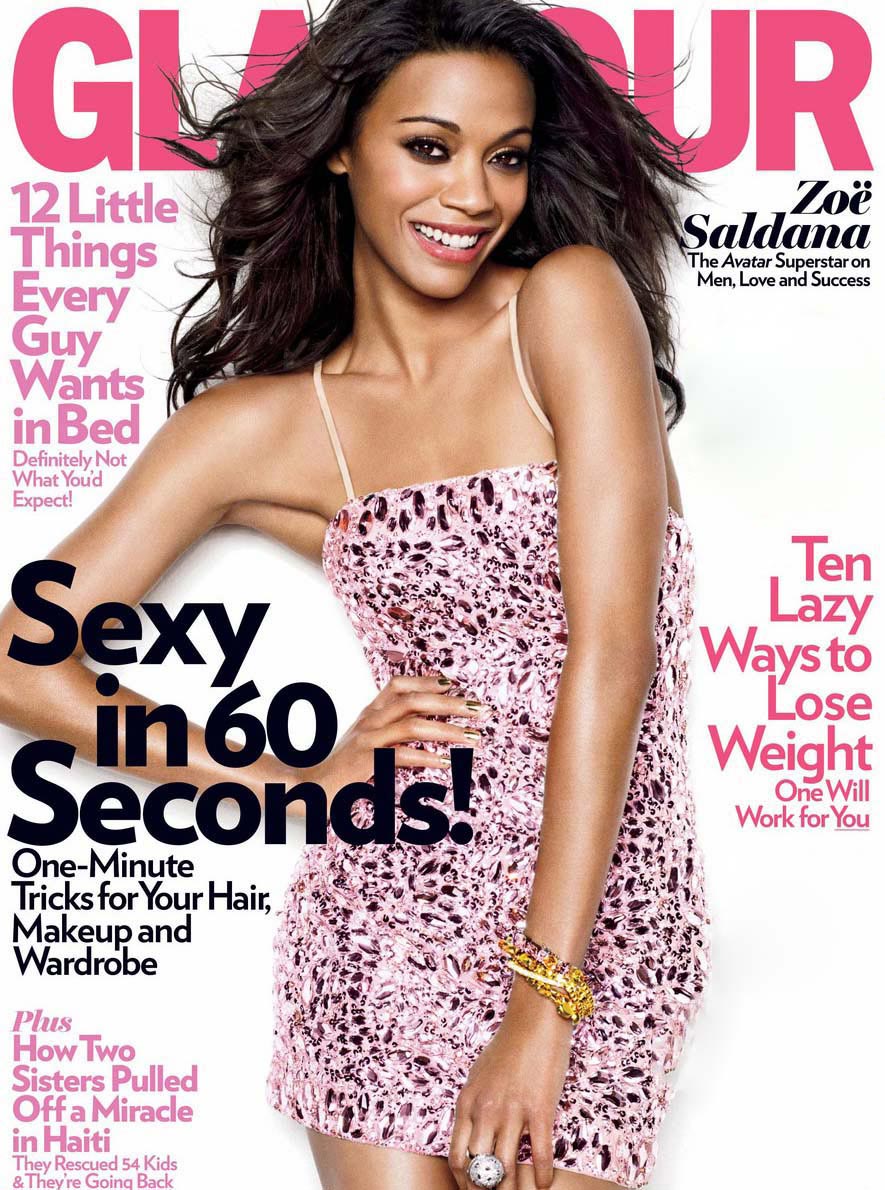 GLAMOUR
12 Little
Things
Every
Guy
Wants
in Bed
Definitely Not
What You'd
Expect!
Zoë
Saldana
The Avatar Superstar on
Men, Love and Success
Sexy
in 60
Seconds!
One-Minute
Tricks for Your Hair,
Makeup and
Wardrobe
Ten
Lazy
Ways to
Lose
Weight
One Will
Work for You
Plus
How Two
Sisters Pulled
Off a Miracle
in Haiti
They Rescued 54 Kids
& They're Going Back